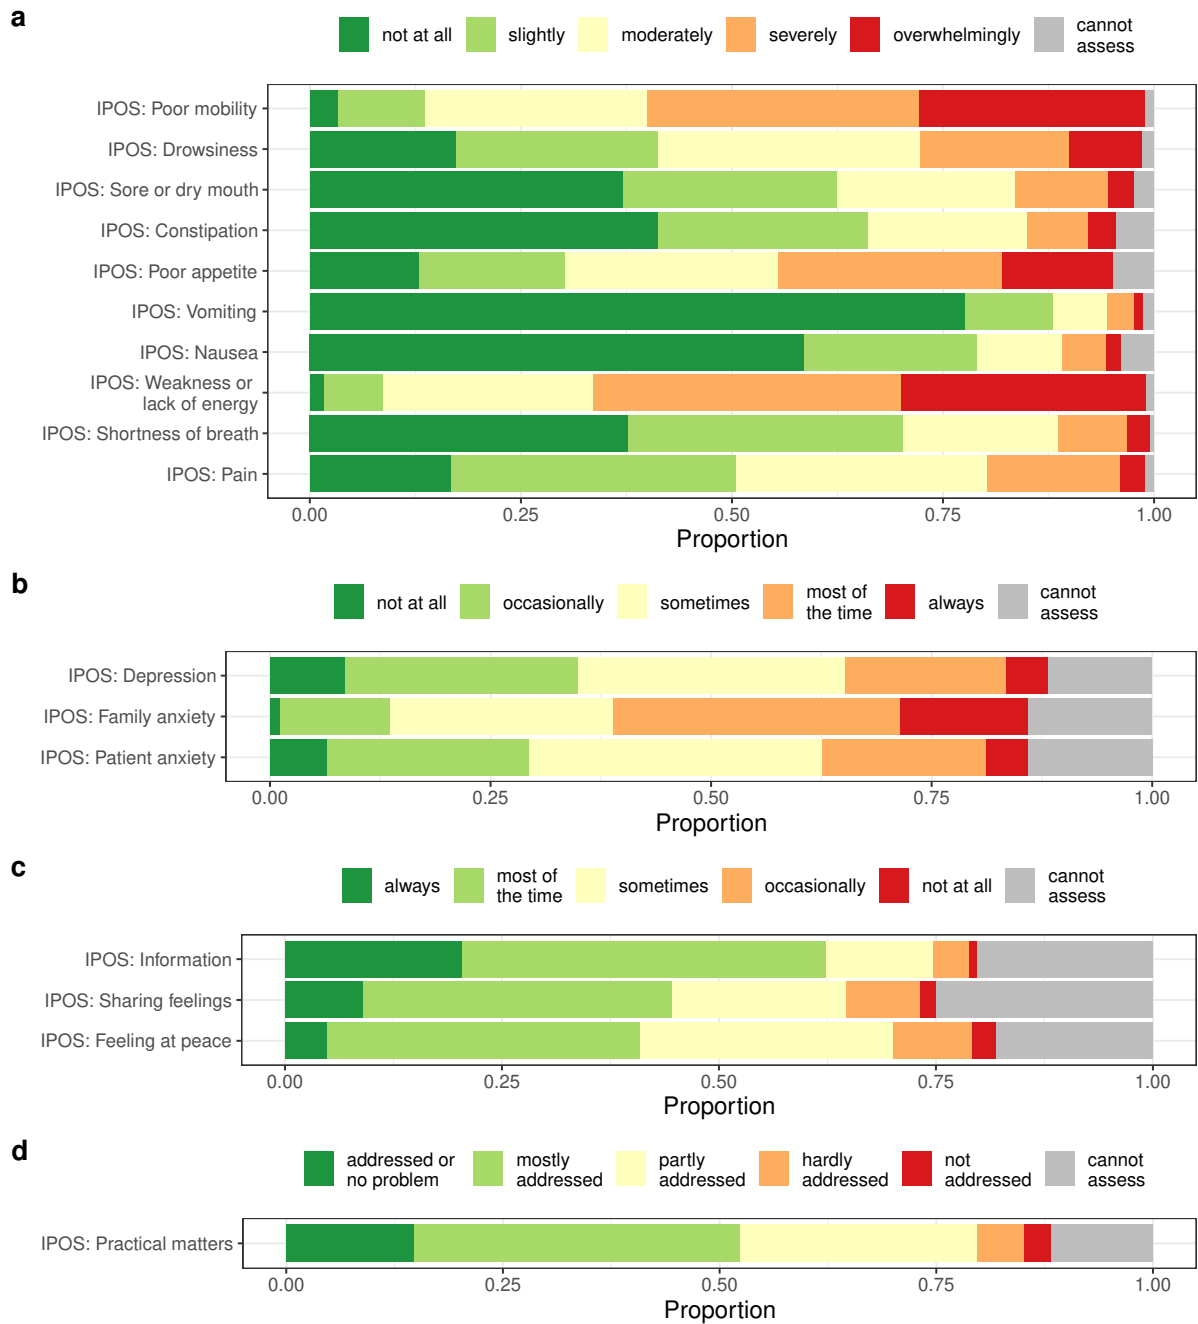 a
not at all slightly moderately severely overwhelmingly cannot
assess
IPOS: Poor mobility
IPOS: Drowsiness
IPOS: Sore or dry mouth
IPOS: Constipation
IPOS: Poor appetite
IPOS: Vomiting
IPOS: Nausea
IPOS: Weakness or
lack of energy
IPOS: Shortness of breath
IPOS: Pain
0.00 0.25 0.50 0.75 1.00
Proportion
b
not at all occasionally sometimes most of
the time always cannot
assess
IPOS: Depression
IPOS: Family anxiety
IPOS: Patient anxiety
0.00 0.25 0.50 0.75 1.00
Proportion
c
always most of
the time sometimes occasionally not at all cannot
assess
IPOS: Information
IPOS: Sharing feelings
IPOS: Feeling at peace
0.00 0.25 0.50 0.75 1.00
Proportion
d
addressed or
no problem mostly
addressed partly
addressed hardly
addressed not
addressed cannot
assess
IPOS: Practical matters
0.00 0.25 0.50 0.75 1.00
Proportion